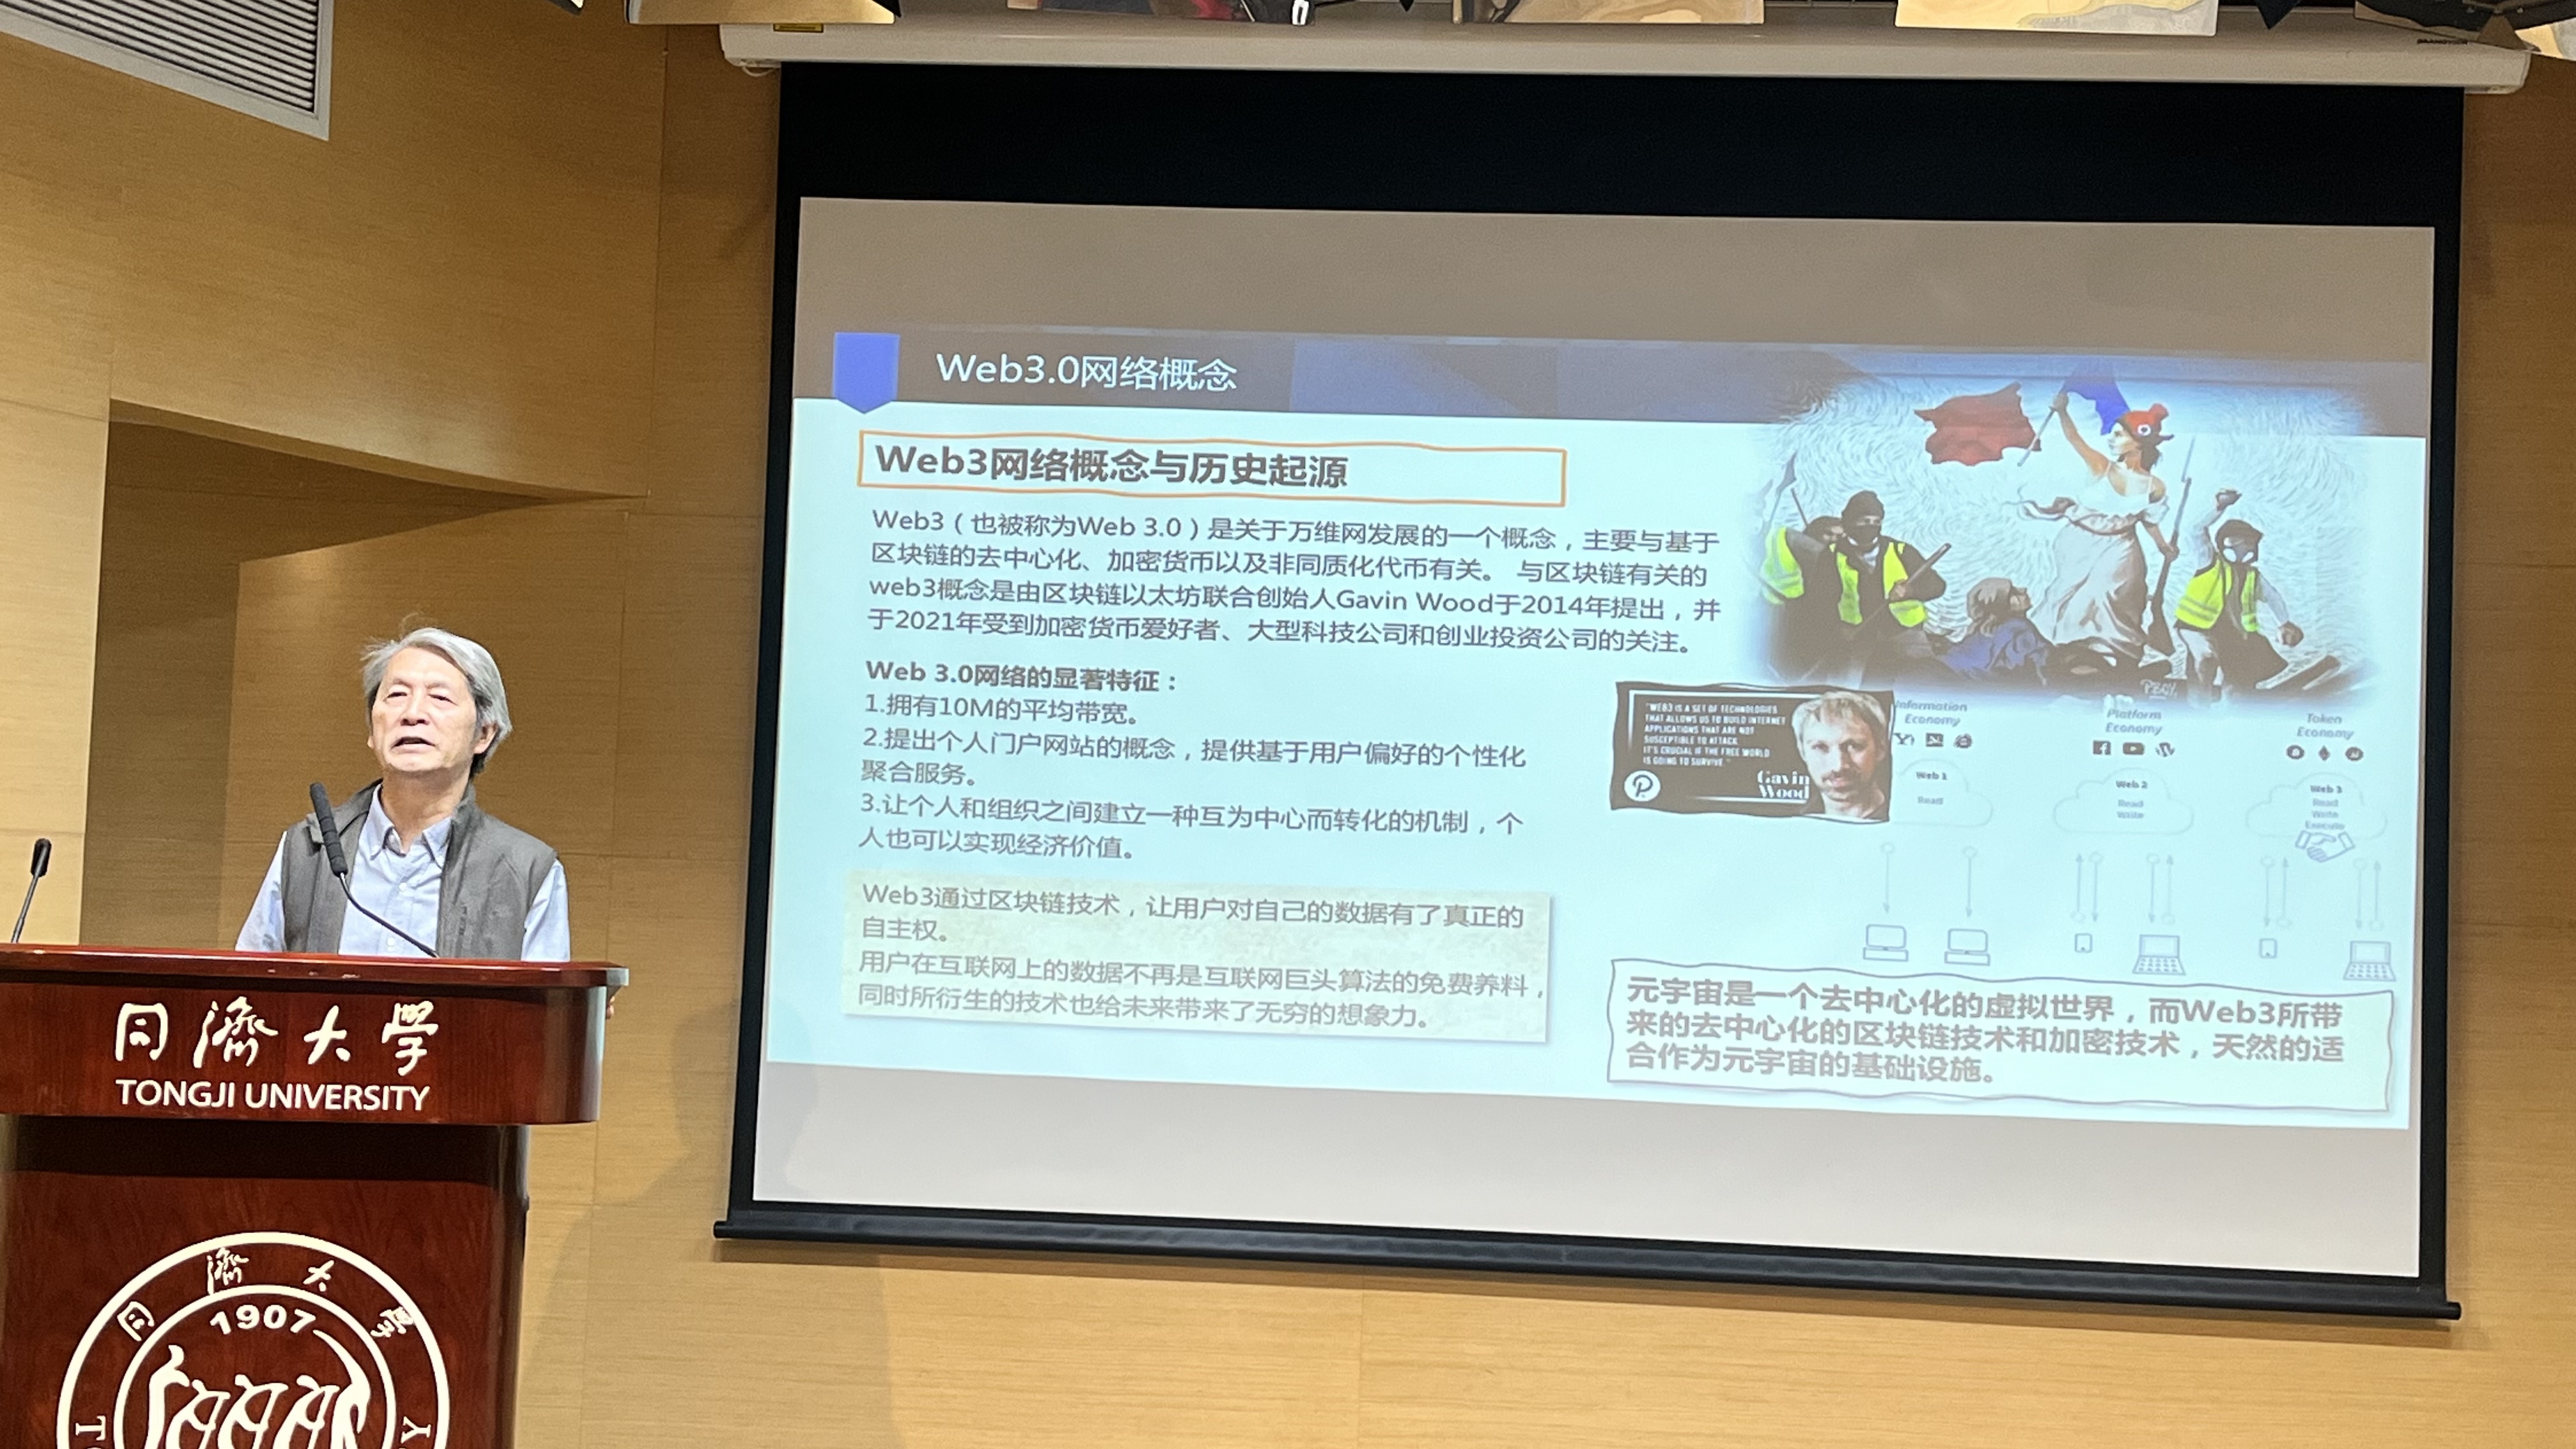 Web3.0网络概念
Web3网络概念与历史起源
Web3（也被称为Web 3.0）是关于万维网发展的一个概念，主要与基于
区块链的去中心化、加密货币以及非同质化代币有关。 与区块链有关的
web3概念是由区块链以太坊联合创始人Gavin Wood于2014年提出，并
于2021年受到加密货币爱好者、大型科技公司和创业投资公司的关注。
Web 3.0网络的显著特征：
1.拥有10M的平均带宽。
2.提出个人门户网站的概念，提供基于用户偏好的个性化
聚合服务。
3.让个人和组织之间建立一种互为中心而转化的机制，个
人也可以实现经济价值。
Web3通过区块链技术，让用户对自己的数据有了真正的
自主权。
用户在互联网上的数据不再是互联网巨头算法的免费养料，
同时所衍生的技术也给未来带来了无穷的想象力。
"WEB3 IS A SET OF TECHNOLOGIES
THAT ALLOWS US TO BUILD INTERNET
APPLICATIONS THAT ARE NOT
SUSCEPTIBLE TO ATTACK.
IT'S CRUCIAL IF THE FREE WORLD
IS GOING TO SURVIVE."
Gavin
Wood
Information
Economy
Web 1
Read
Platform
Economy
Web 2
Read
Write
Token
Economy
Web 3
Read
Write
Execute
元宇宙是一个去中心化的虚拟世界，而Web3所带
来的去中心化的区块链技术和加密技术，天然的适
合作为元宇宙的基础设施。
同濟大學
TONGJI UNIVERSITY
同濟大學
1907